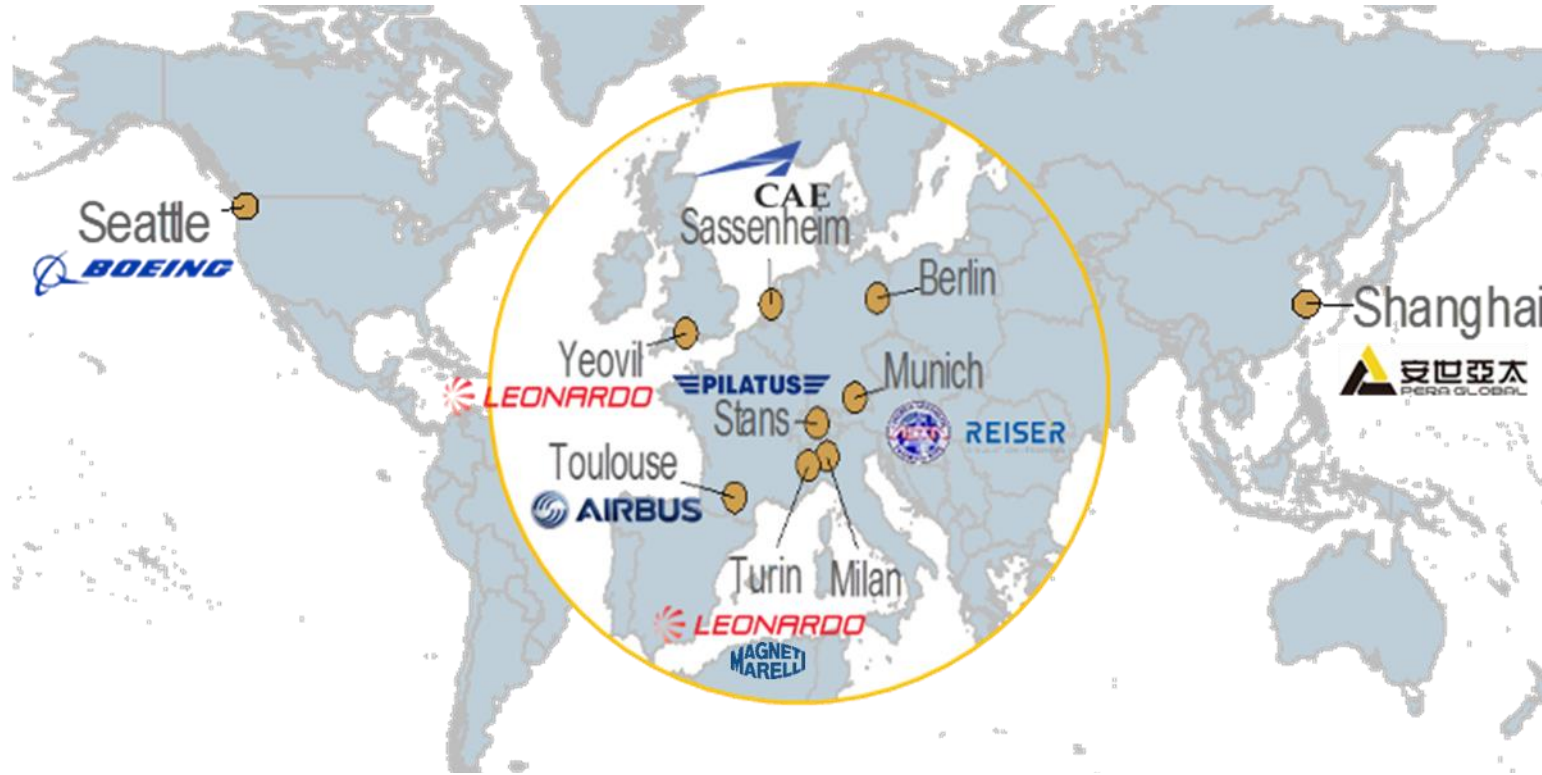 CAE
Sassenheim
Seattle
BOEING
Berlin
Shanghai
Yeovil
LEONARDO
PILATUS
Stans
Munich
REISER
安世亞太
PERA GLOBAL
Toulouse
AIRBUS
Turin
Milan
LEONARDO
MAGNETI
MARELLI